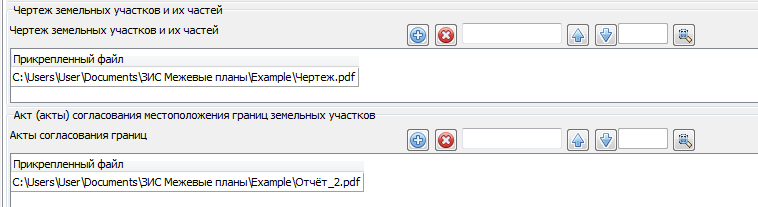 Чертеж земельных участков и их частей
Чертеж земельных участков и их частей
Прикрепленный файл
C:\Users\User\Documents\ЗИС Межевые планы\Example\Чертеж.pdf
Акт (акты) согласования местоположения границ земельных участков
Акты согласования границ
Прикрепленный файл
C:\Users\User\Documents\ЗИС Межевые планы\Example\Отчёт_2.pdf